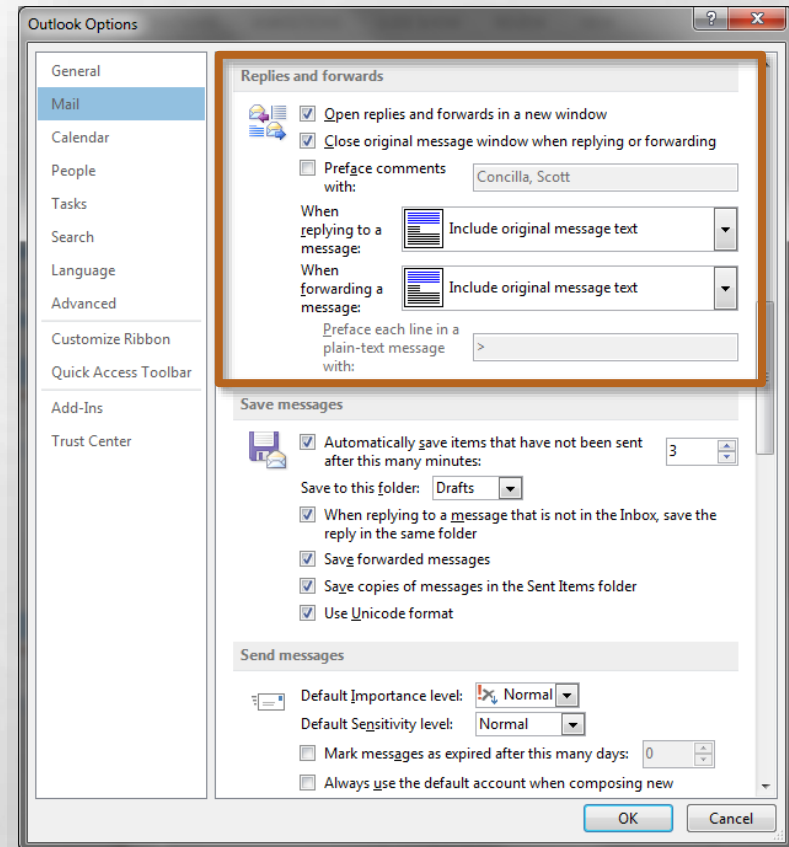 Outlook Options
?
X
General
Mail
Calendar
People
Tasks
Search
Language
Advanced
Customize Ribbon
Quick Access Toolbar
Add-Ins
Trust Center
Replies and forwards
Open replies and forwards in a new window
Close original message window when replying or forwarding
Preface comments
with:
Concilla, Scott
When
replying to a
message:
Include original message text
When
forwarding a
message:
Include original message text
Preface each line in a
plain-text message
with:
>
Save messages
Automatically save items that have not been sent
after this many minutes:
3
Save to this folder: Drafts
When replying to a message that is not in the Inbox, save the
reply in the same folder
Save forwarded messages
Save copies of messages in the Sent Items folder
Use Unicode format
Send messages
Default Importance level: Normal
Default Sensitivity level: Normal
Mark messages as expired after this many days: 0
Always use the default account when composing new
OK Cancel